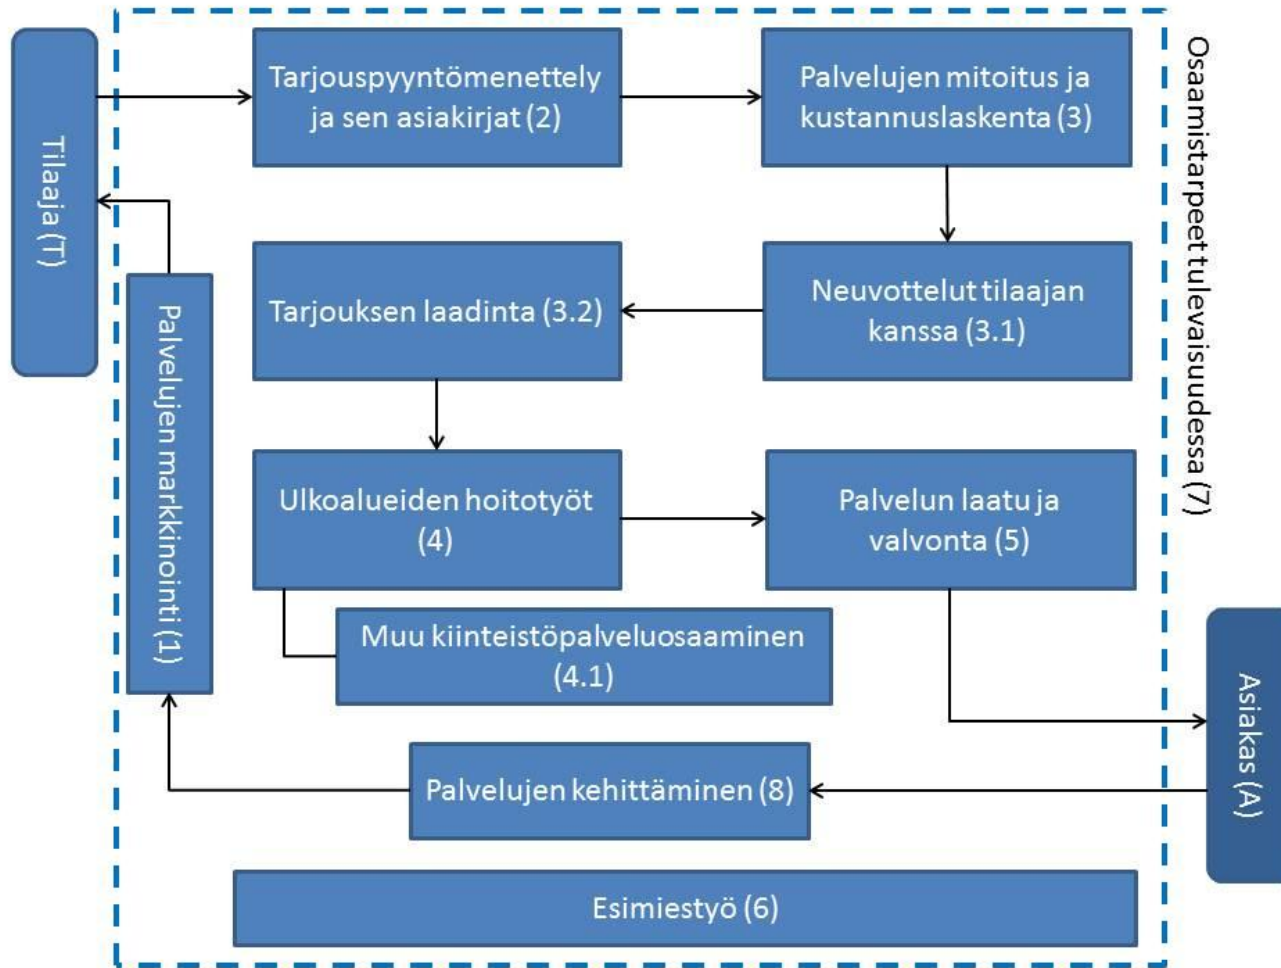 Tilaaja (T)
Tarjouspyyntömenettely
ja sen asiakirjat (2)
Palvelujen mitoitus ja
kustannuslaskenta (3)
Osaamistarpeet tulevaisuudessa (7)
Palvelujen markkinointi (1)
Tarjouksen laadinta (3.2)
Neuvottelut tilaajan
kanssa (3.1)
Ulkoalueiden hoitotyöt
(4)
Palvelun laatu ja
valvonta (5)
Muu kiinteistöpalveluosaaminen
(4.1)
Asiakas (A)
Palvelujen kehittäminen (8)
Esimiestyö (6)